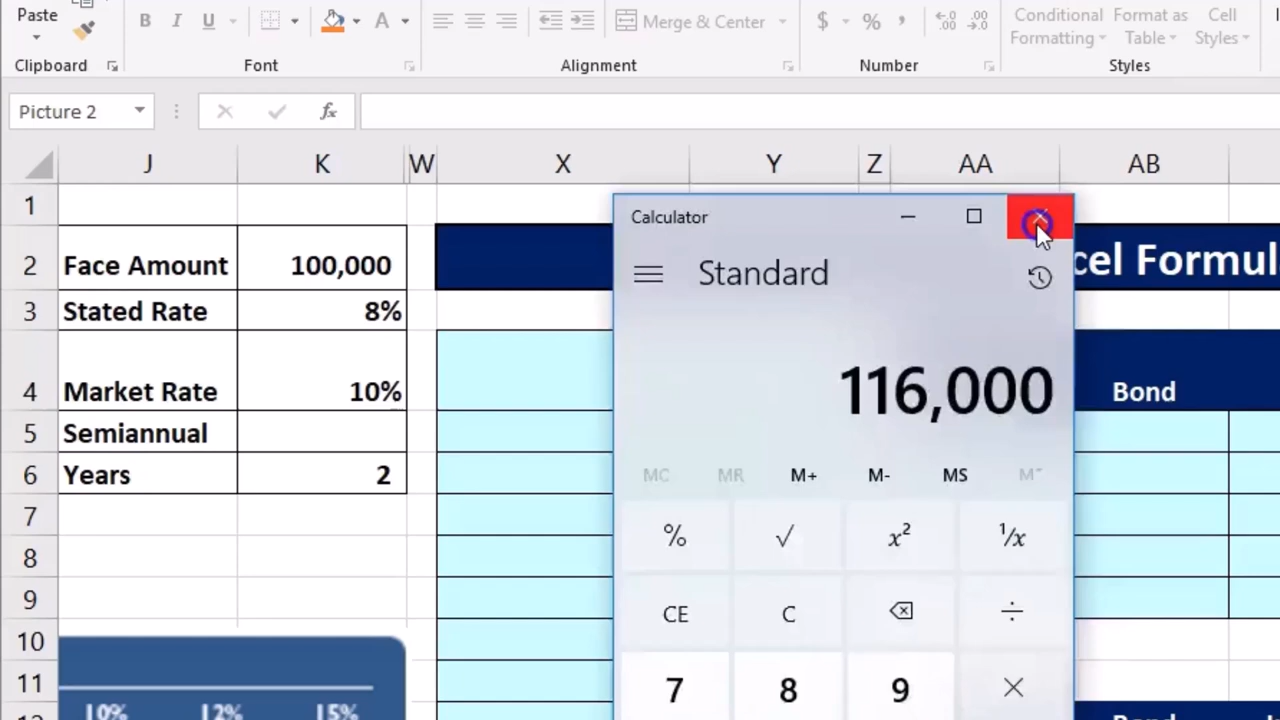 Paste
B I U A
Merge & Center
$ % ,
Conditional Formatting
Format as Table
Cell Styles
Clipboard
Font
Alignment
Number
Styles
Picture 2
fx
J K W X Y Z AA AB
1
2 Face Amount 100,000
3 Stated Rate 8%
4 Market Rate 10%
5 Semiannual
6 Years 2
7
8
9
10
11
10% 12% 15%
cel Formul
Bond
Bond
Calculator
Standard
116,000
MC MR M+ M- MS
% √ x² ¹/x
CE C ÷
7 8 9 ×